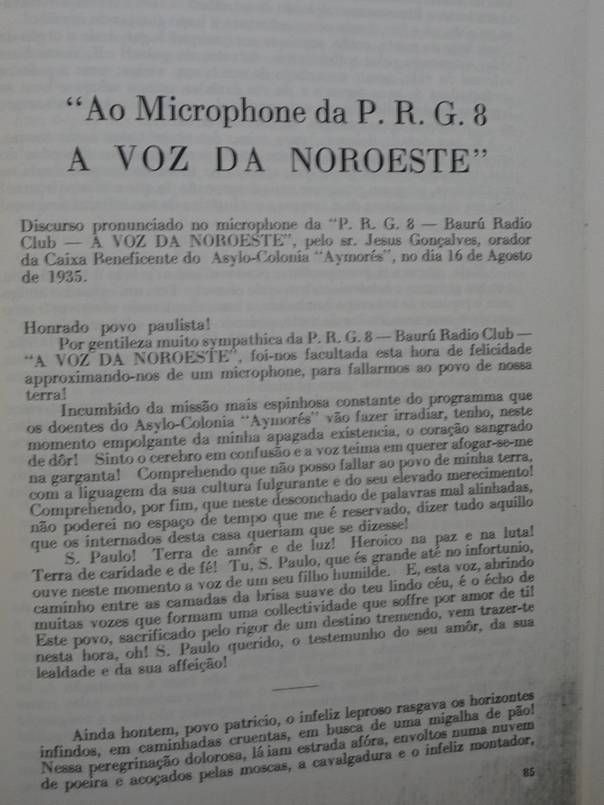 "Ao Microphone da P. R. G. 8
A VOZ DA NOROESTE"
Discurso pronunciado no microphone da "P. R. G. 8 — Baurú Radio
Club — A VOZ DA NOROESTE", pelo sr. Jesus Gonçalves, orador
da Caixa Beneficente do Asylo-Colonia "Aymorés", no dia 16 de Agosto
de 1935.
Honrado povo paulista!
Por gentileza muito sympathica da P. R. G. 8 — Baurú Radio Club —
"A VOZ DA NOROESTE", foi-nos facultada esta hora de felicidade
approximando-nos de um microphone, para fallarmos ao povo de nossa
terra!
Incumbido da missão mais espinhosa constante do programma que
os doentes do Asylo-Colonia "Aymorés" vão fazer irradiar, tenho, neste
momento empolgante da minha apagada existencia, o coração sangrado
de dôr! Sinto o cerebro em confusão e a voz teima em querer afogar-se-me
na garganta! Comprehendo que não posso fallar ao povo de minha terra,
com a liguagem da sua cultura fulgurante e do seu elevado merecimento!
Comprehendo, por fim, que neste desconchado de palavras mal alinhadas,
não poderei no espaço de tempo que me é reservado, dizer tudo aquillo
que os internados desta casa queriam que se dizesse!
S. Paulo! Terra de amôr e de luz! Heroico na paz e na luta!
Terra de caridade e de fé! Tu, S. Paulo, que és grande até no infortunio,
ouve neste momento a voz de um seu filho humilde. E, esta voz, abrindo
caminho entre as camadas da brisa suave do teu lindo céu, é o écho de
muitas vozes que formam uma collectividade que soffre por amor de ti!
Este povo, sacrificado pelo rigor de um destino tremendo, vem trazer-te
nesta hora, oh! S. Paulo querido, o testemunho do seu amôr, da sua
lealdade e da sua affeição!
Ainda hontem, povo patricio, o infeliz leproso rasgava os horizontes
infindos, em caminhadas cruentas, em busca de uma migalha de pão!
Nessa peregrinação dolorosa, lá iam estrada afóra, envoltos numa nuvem
de poeira e acoçados pelas moscas, a cavalgadura e o infeliz montador,
85